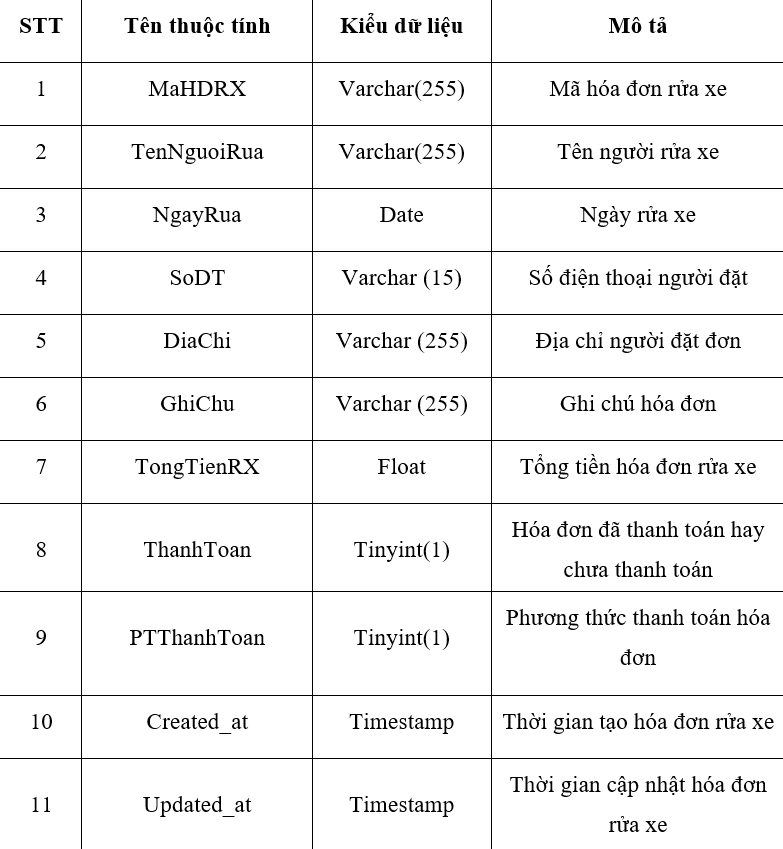 STT Tên thuộc tính Kiểu dữ liệu Mô tả
1 MaHDRX Varchar(255) Mã hóa đơn rửa xe
2 TenNguoiRua Varchar(255) Tên người rửa xe
3 NgayRua Date Ngày rửa xe
4 SoDT Varchar (15) Số điện thoại người đặt
5 DiaChi Varchar (255) Địa chỉ người đặt đơn
6 GhiChu Varchar (255) Ghi chú hóa đơn
7 TongTienRX Float Tổng tiền hóa đơn rửa xe
8 ThanhToan Tinyint(1) Hóa đơn đã thanh toán hay
chưa thanh toán
9 PTThanhToan Tinyint(1) Phương thức thanh toán hóa
đơn
10 Created_at Timestamp Thời gian tạo hóa đơn rửa xe
11 Updated_at Timestamp Thời gian cập nhật hóa đơn
rửa xe